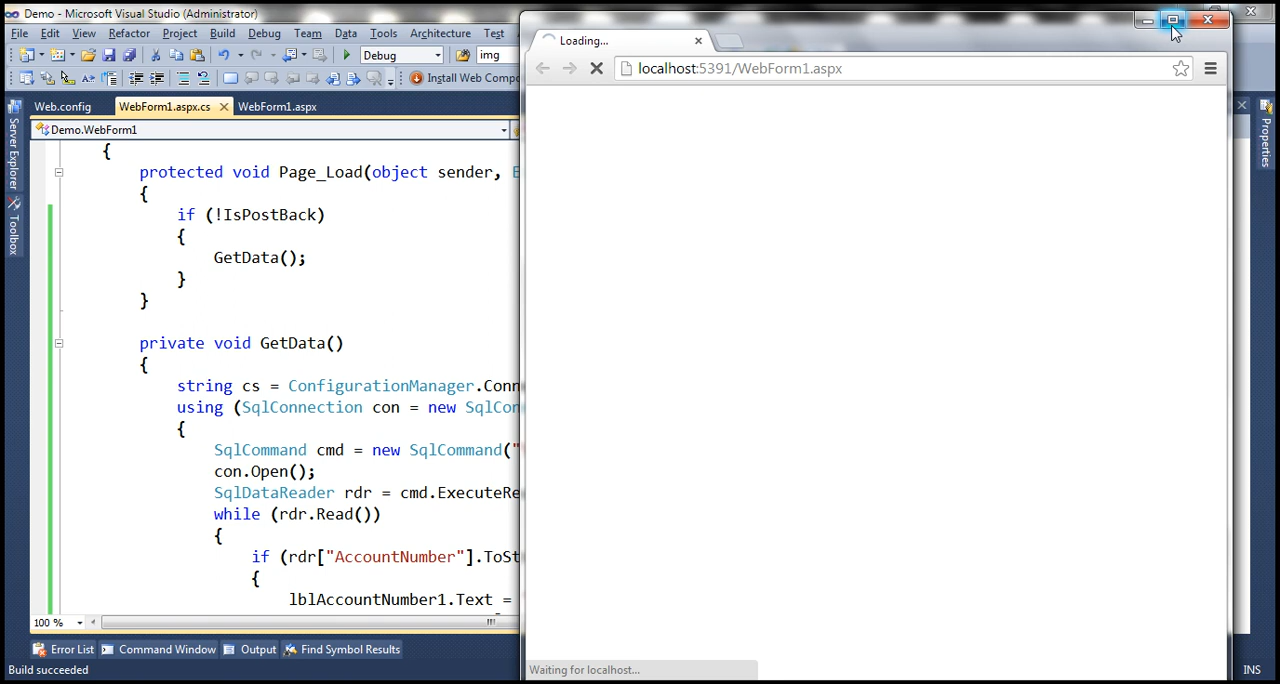 Demo - Microsoft Visual Studio (Administrator)
File Edit View Refactor Project Build Debug Team Data Tools Architecture Test
Debug img
Install Web Compo
Web.config WebForm1.aspx.cs WebForm1.aspx
Demo.WebForm1
Server Explorer
Toolbox
{
protected void Page_Load(object sender, E
{
if (!IsPostBack)
{
GetData();
}
}
private void GetData()
{
string cs = ConfigurationManager.Conn
using (SqlConnection con = new SqlCon
{
SqlCommand cmd = new SqlCommand("
con.Open();
SqlDataReader rdr = cmd.ExecuteRe
while (rdr.Read())
{
if (rdr["AccountNumber"].ToSt
{
lblAccountNumber1.Text =
100 %
Error List Command Window Output Find Symbol Results
Build succeeded
Loading...
localhost:5391/WebForm1.aspx
Waiting for localhost...
Properties
INS